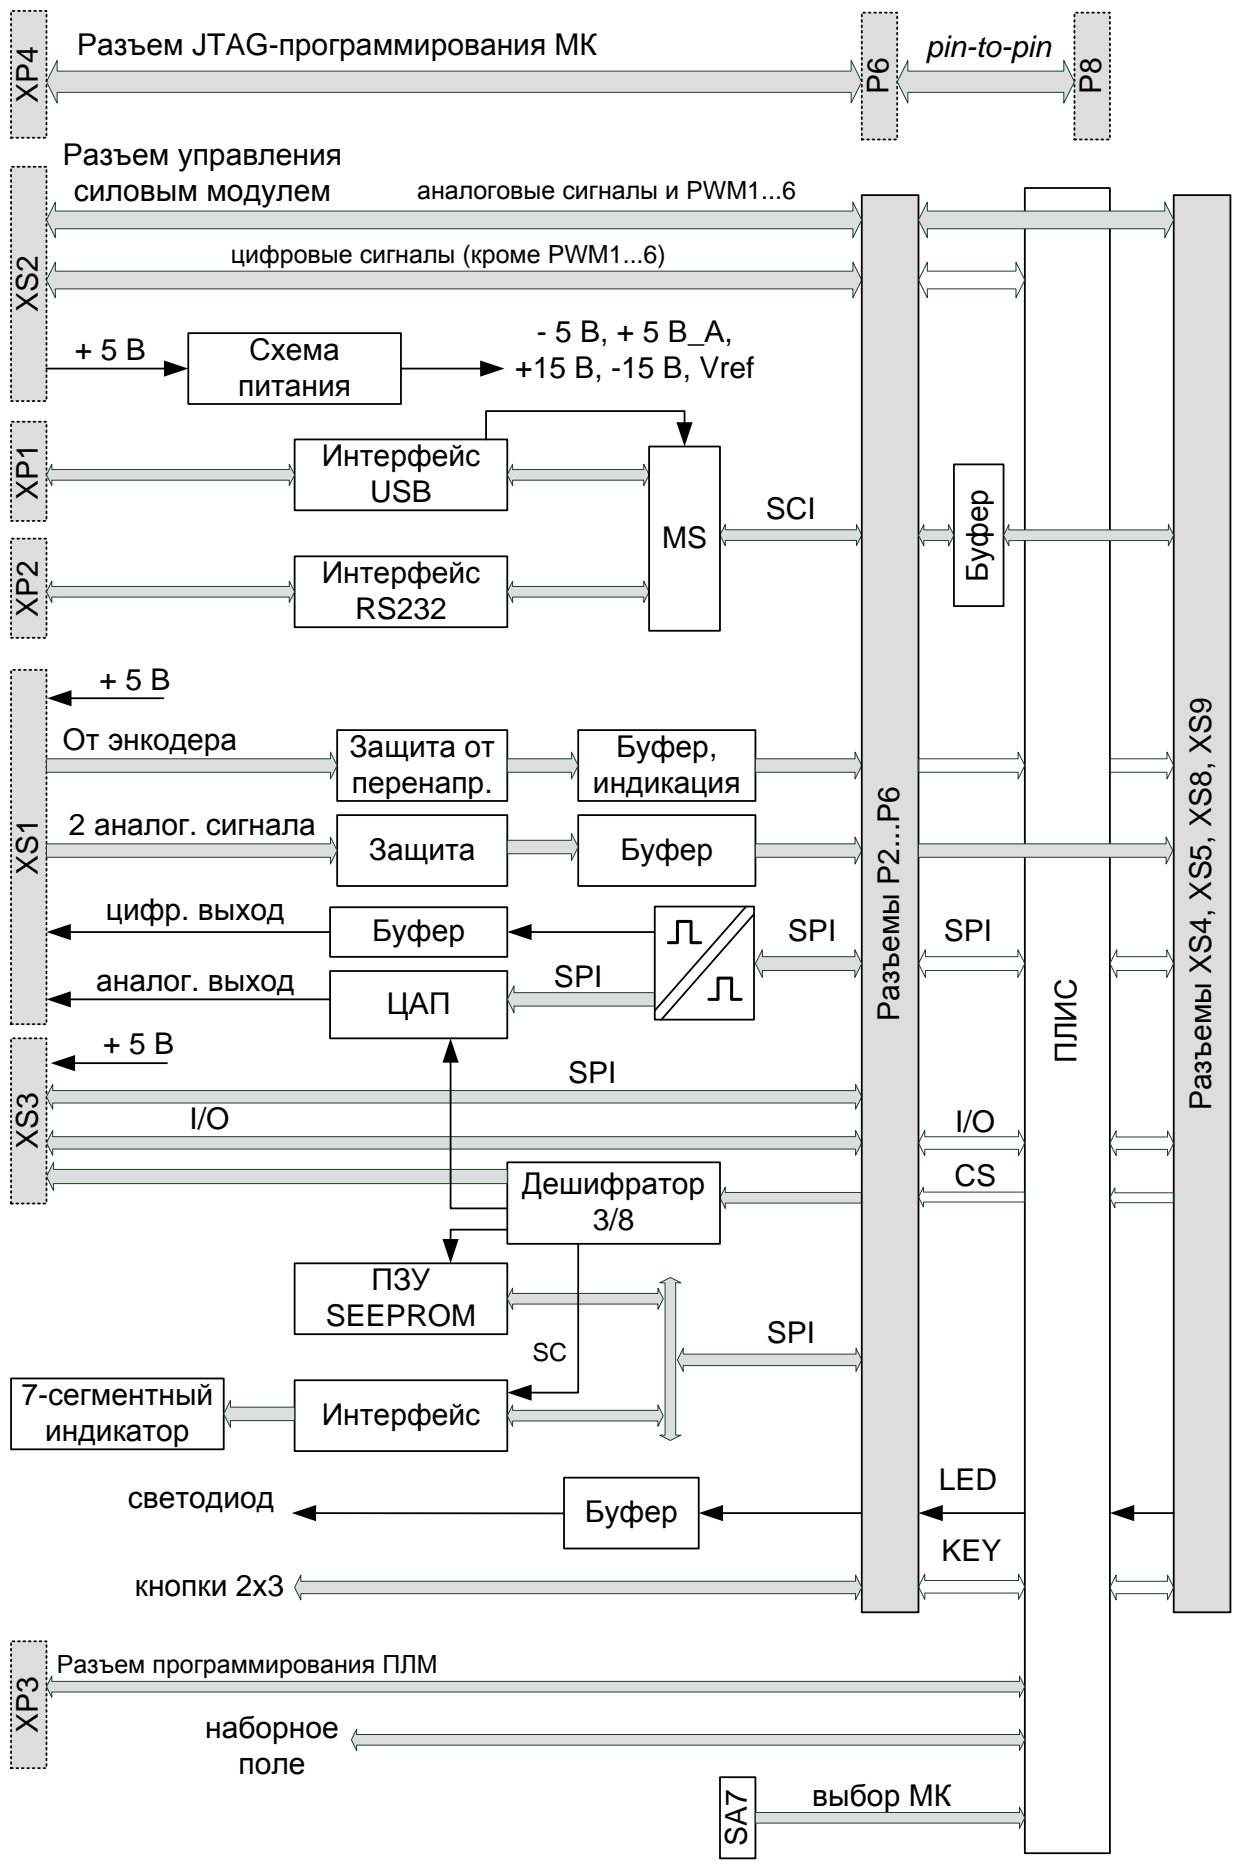 XP4
Разъем JTAG-программирования МК
P6
pin-to-pin
P8
XS2
Разъем управления
силовым модулем
аналоговые сигналы и PWM1...6
цифровые сигналы (кроме PWM1...6)
+ 5 В
Схема
питания
- 5 В, + 5 В_А,
+15 В, -15 В, Vref
XP1
Интерфейс
USB
MS
SCI
Буфер
XP2
Интерфейс
RS232
Разъемы P2...P6
ПЛИС
Разъемы XS4, XS5, XS8, XS9
XS1
+ 5 В
От энкодера
Защита от
перенапр.
Буфер,
индикация
2 аналог. сигнала
Защита
Буфер
цифр. выход
Буфер
SPI
SPI
аналог. выход
ЦАП
SPI
XS3
+ 5 В
SPI
I/O
I/O
CS
Дешифратор
3/8
ПЗУ
SEEPROM
SC
SPI
7-сегментный
индикатор
Интерфейс
светодиод
Буфер
LED
KEY
кнопки 2x3
XP3
Разъем программирования ПЛМ
наборное
поле
SA7
выбор МК